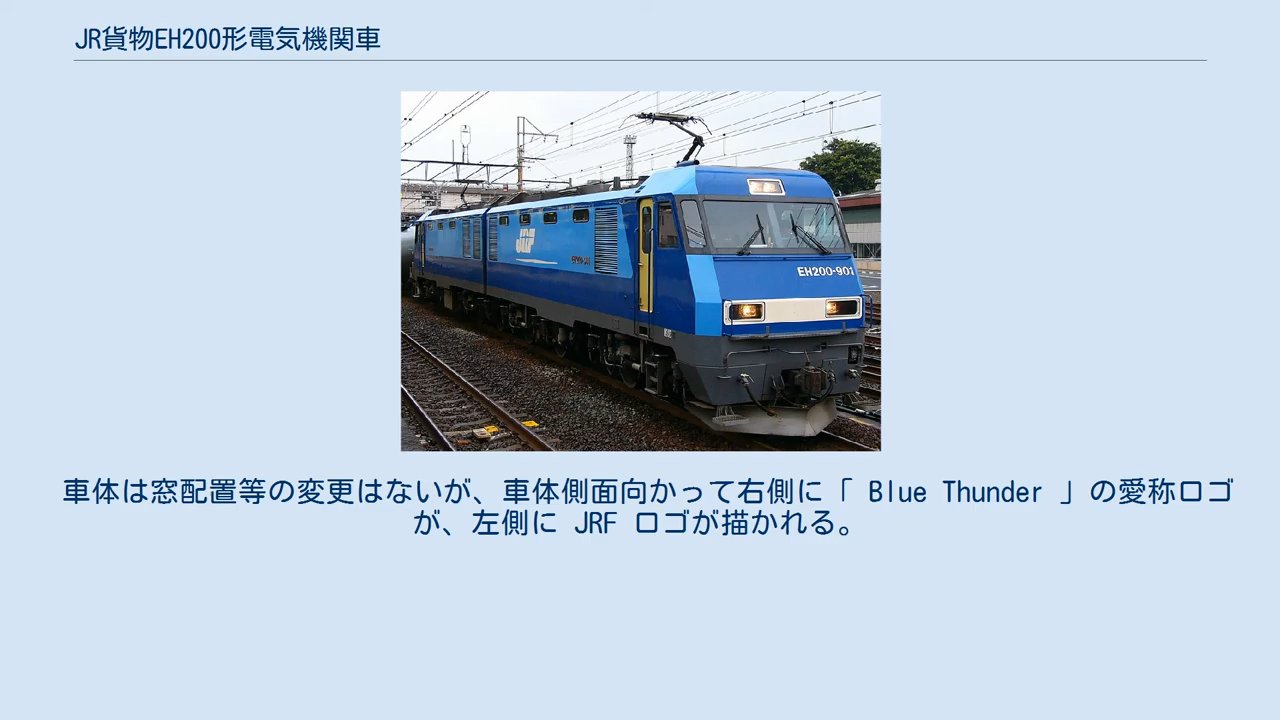 JR貨物EH200形電気機関車
JRF
EH200-901
車体は窓配置等の変更はないが、車体側面向かって右側に「 Blue Thunder 」の愛称ロゴ
が、左側に JRF ロゴが描かれる。